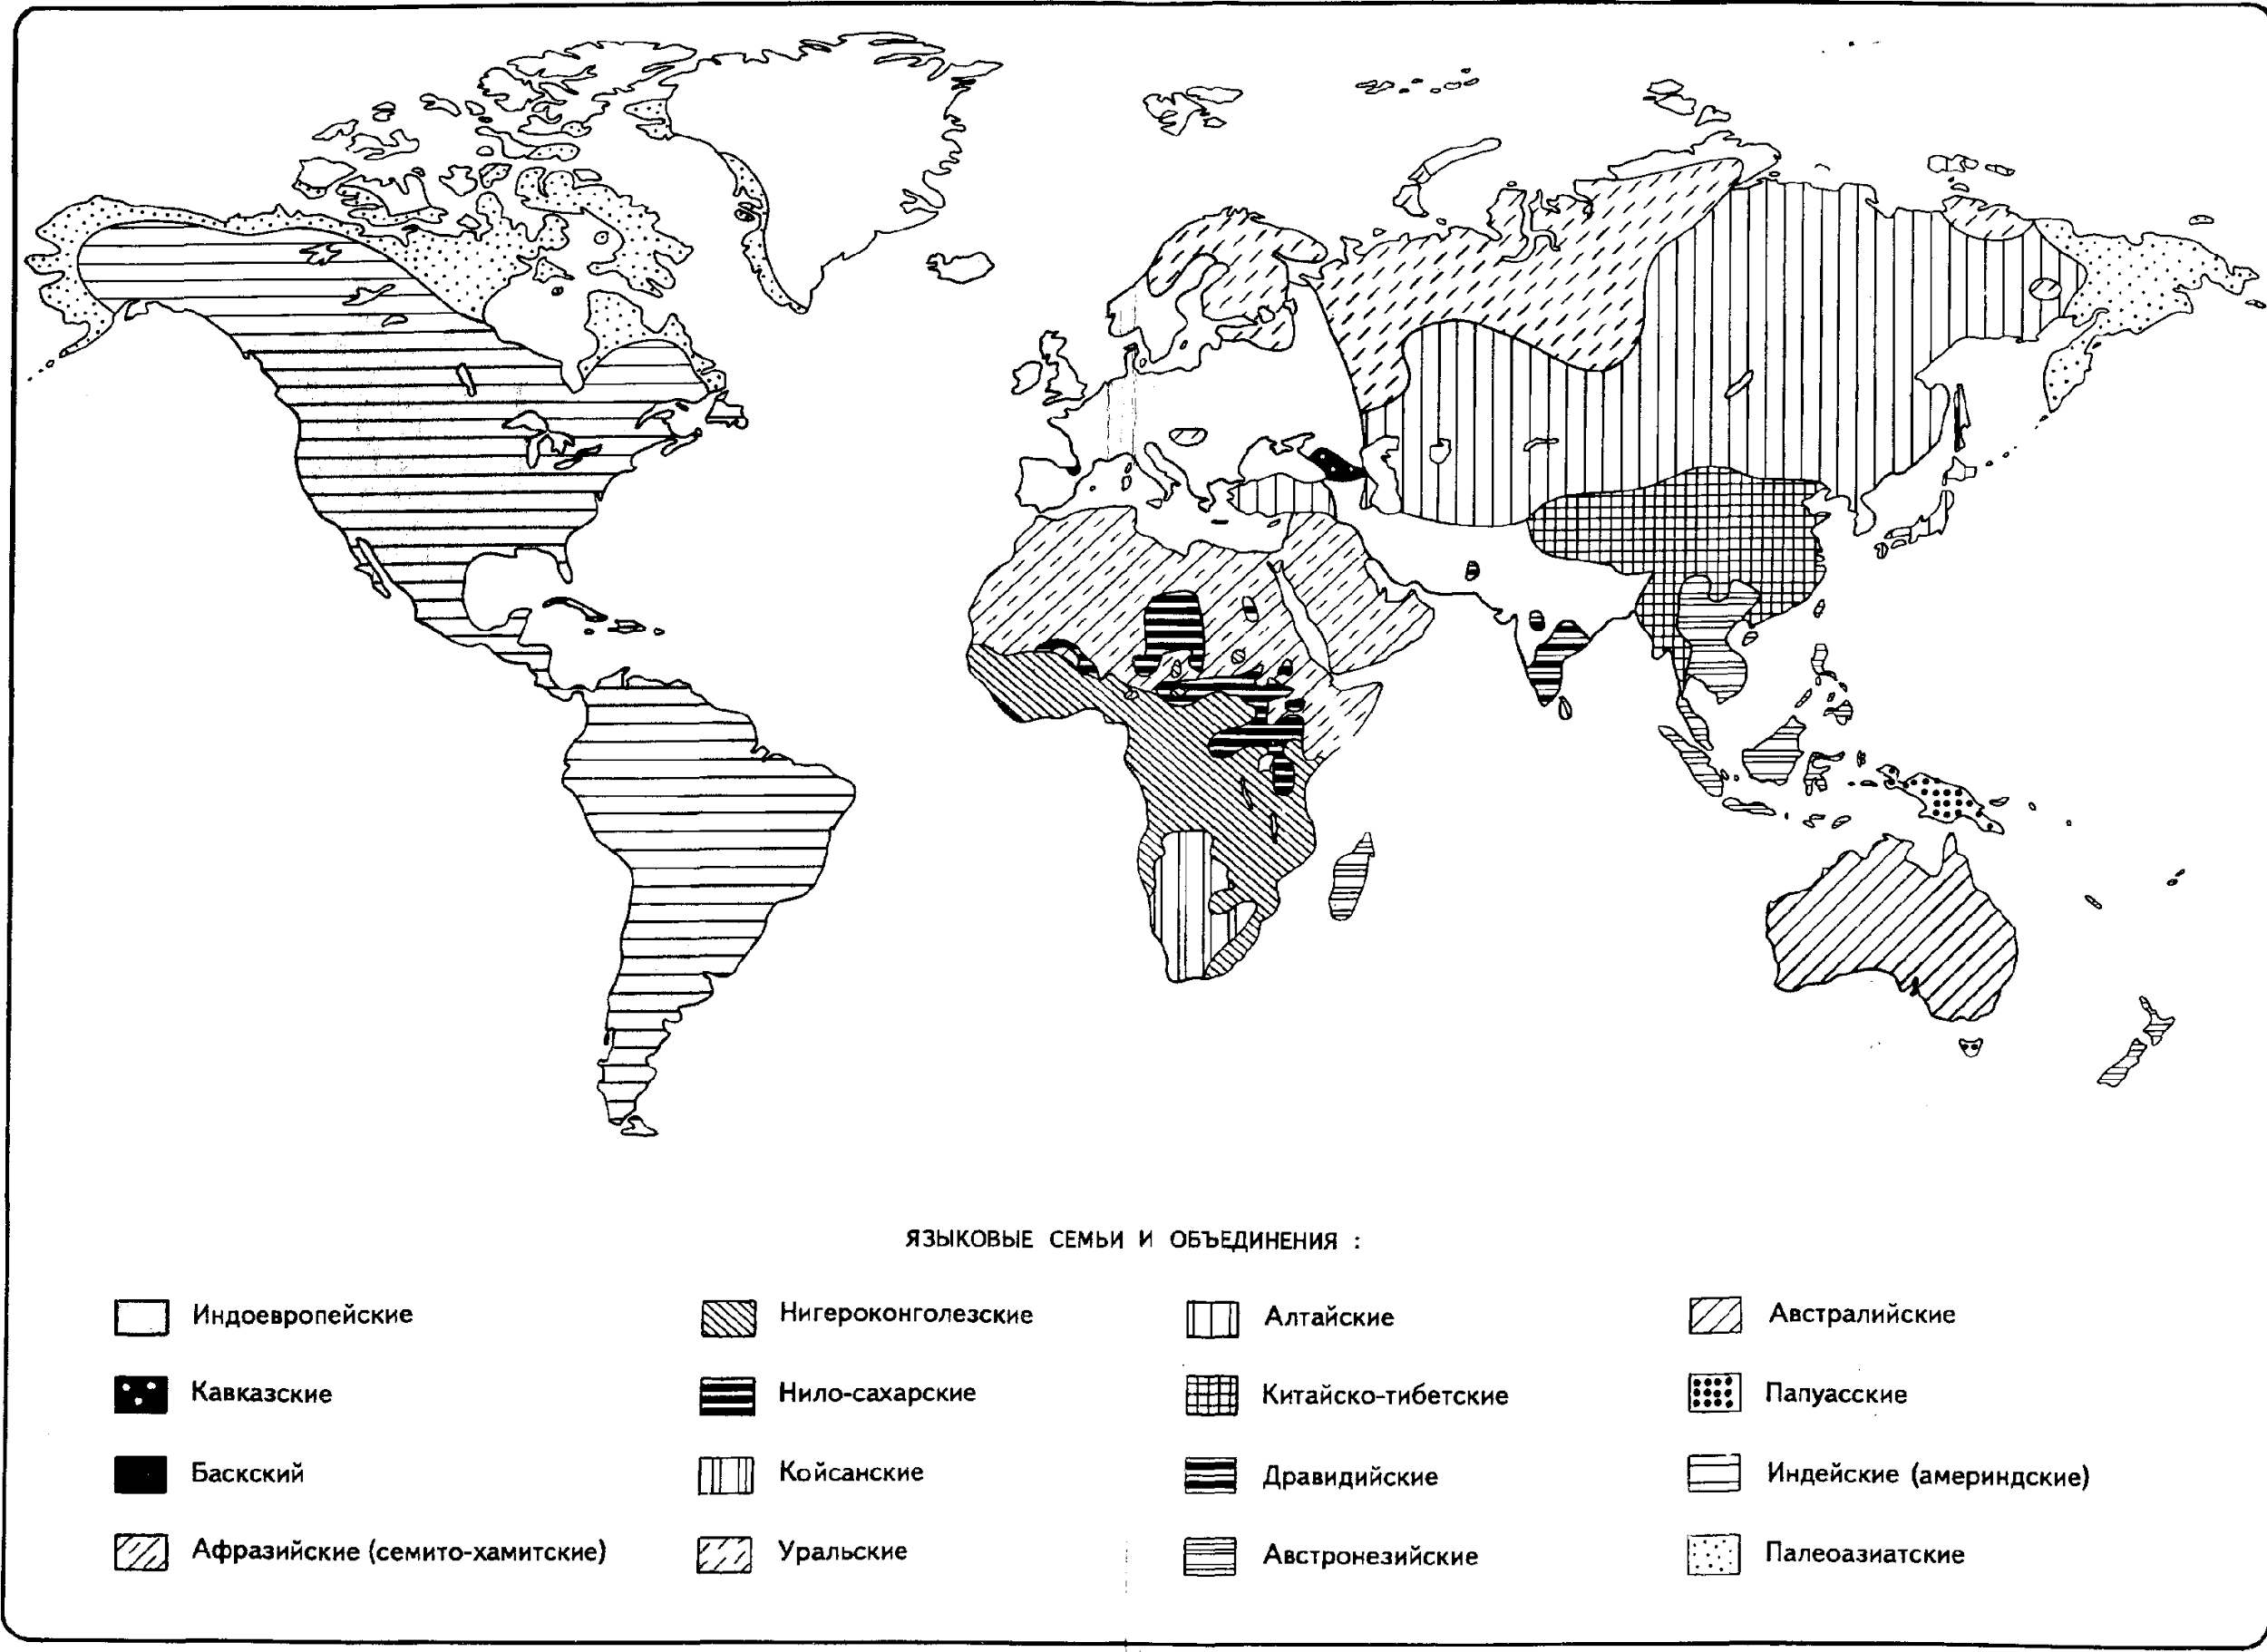 ЯЗЫКОВЫЕ СЕМЬИ И ОБЪЕДИНЕНИЯ :
Индоевропейские
Кавказские
Баскский
Афразийские (семито-хамитские)
Нигероконголезские
Нило-сахарские
Койсанские
Уральские
Алтайские
Китайско-тибетские
Дравидийские
Австронезийские
Австралийские
Папуасские
Индейские (америндские)
Палеоазиатские